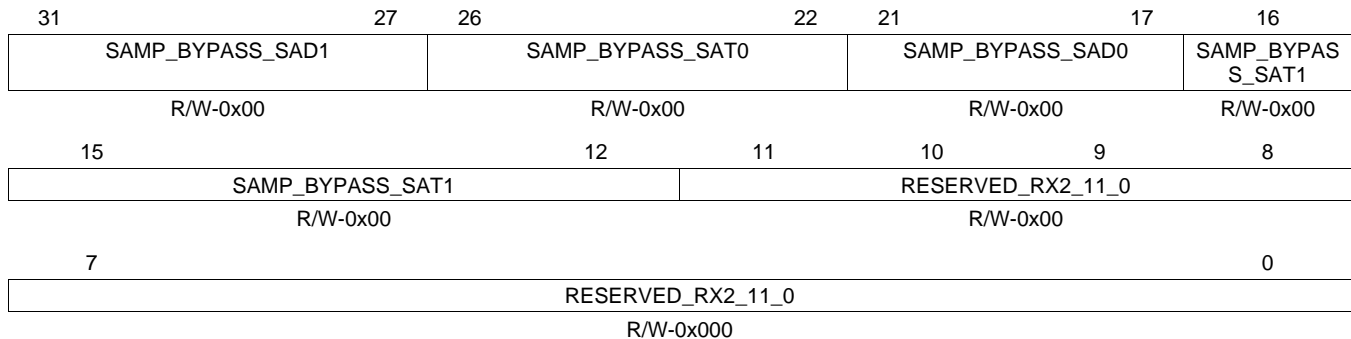 31 27 26 22 21 17 16
SAMP_BYPASS_SAD1 SAMP_BYPASS_SAT0 SAMP_BYPASS_SAD0 SAMP_BYPAS
S_SAT1
R/W-0x00 R/W-0x00 R/W-0x00 R/W-0x00
15 12 11 10 9 8
SAMP_BYPASS_SAT1 RESERVED_RX2_11_0
R/W-0x00 R/W-0x00
7 0
RESERVED_RX2_11_0
R/W-0x000